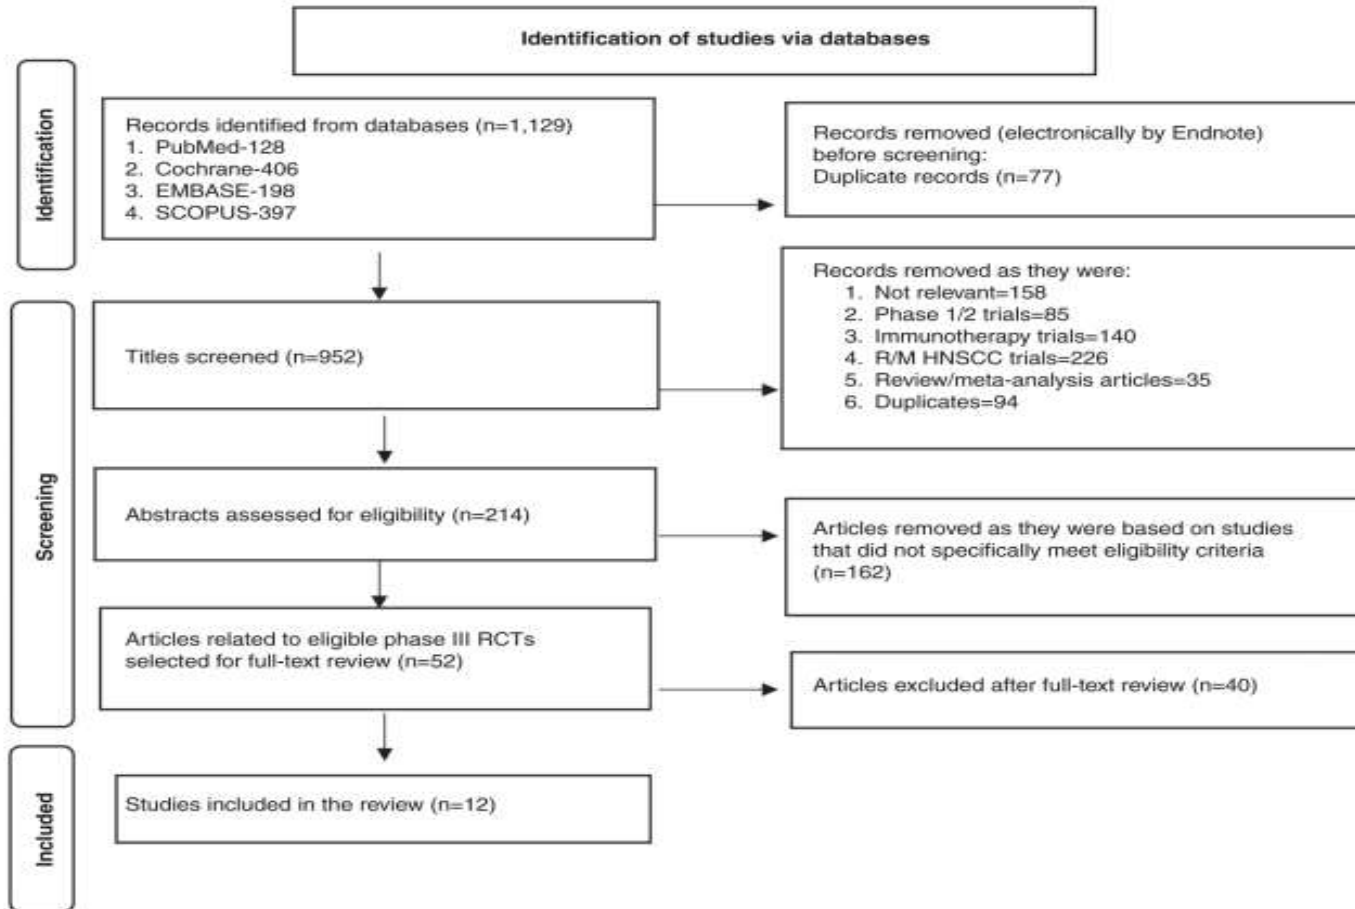 Identification of studies via databases
Identification
Records identified from databases (n=1,129)
1. PubMed-128
2. Cochrane-406
3. EMBASE-198
4. SCOPUS-397
Records removed (electronically by Endnote)
before screening:
Duplicate records (n=77)
Screening
Titles screened (n=952)
Records removed as they were:
1. Not relevant=158
2. Phase 1/2 trials=85
3. Immunotherapy trials=140
4. R/M HNSCC trials=226
5. Review/meta-analysis articles=35
6. Duplicates=94
Abstracts assessed for eligibility (n=214)
Articles removed as they were based on studies
that did not specifically meet eligibility criteria
(n=162)
Articles related to eligible phase III RCTs
selected for full-text review (n=52)
Articles excluded after full-text review (n=40)
Included
Studies included in the review (n=12)